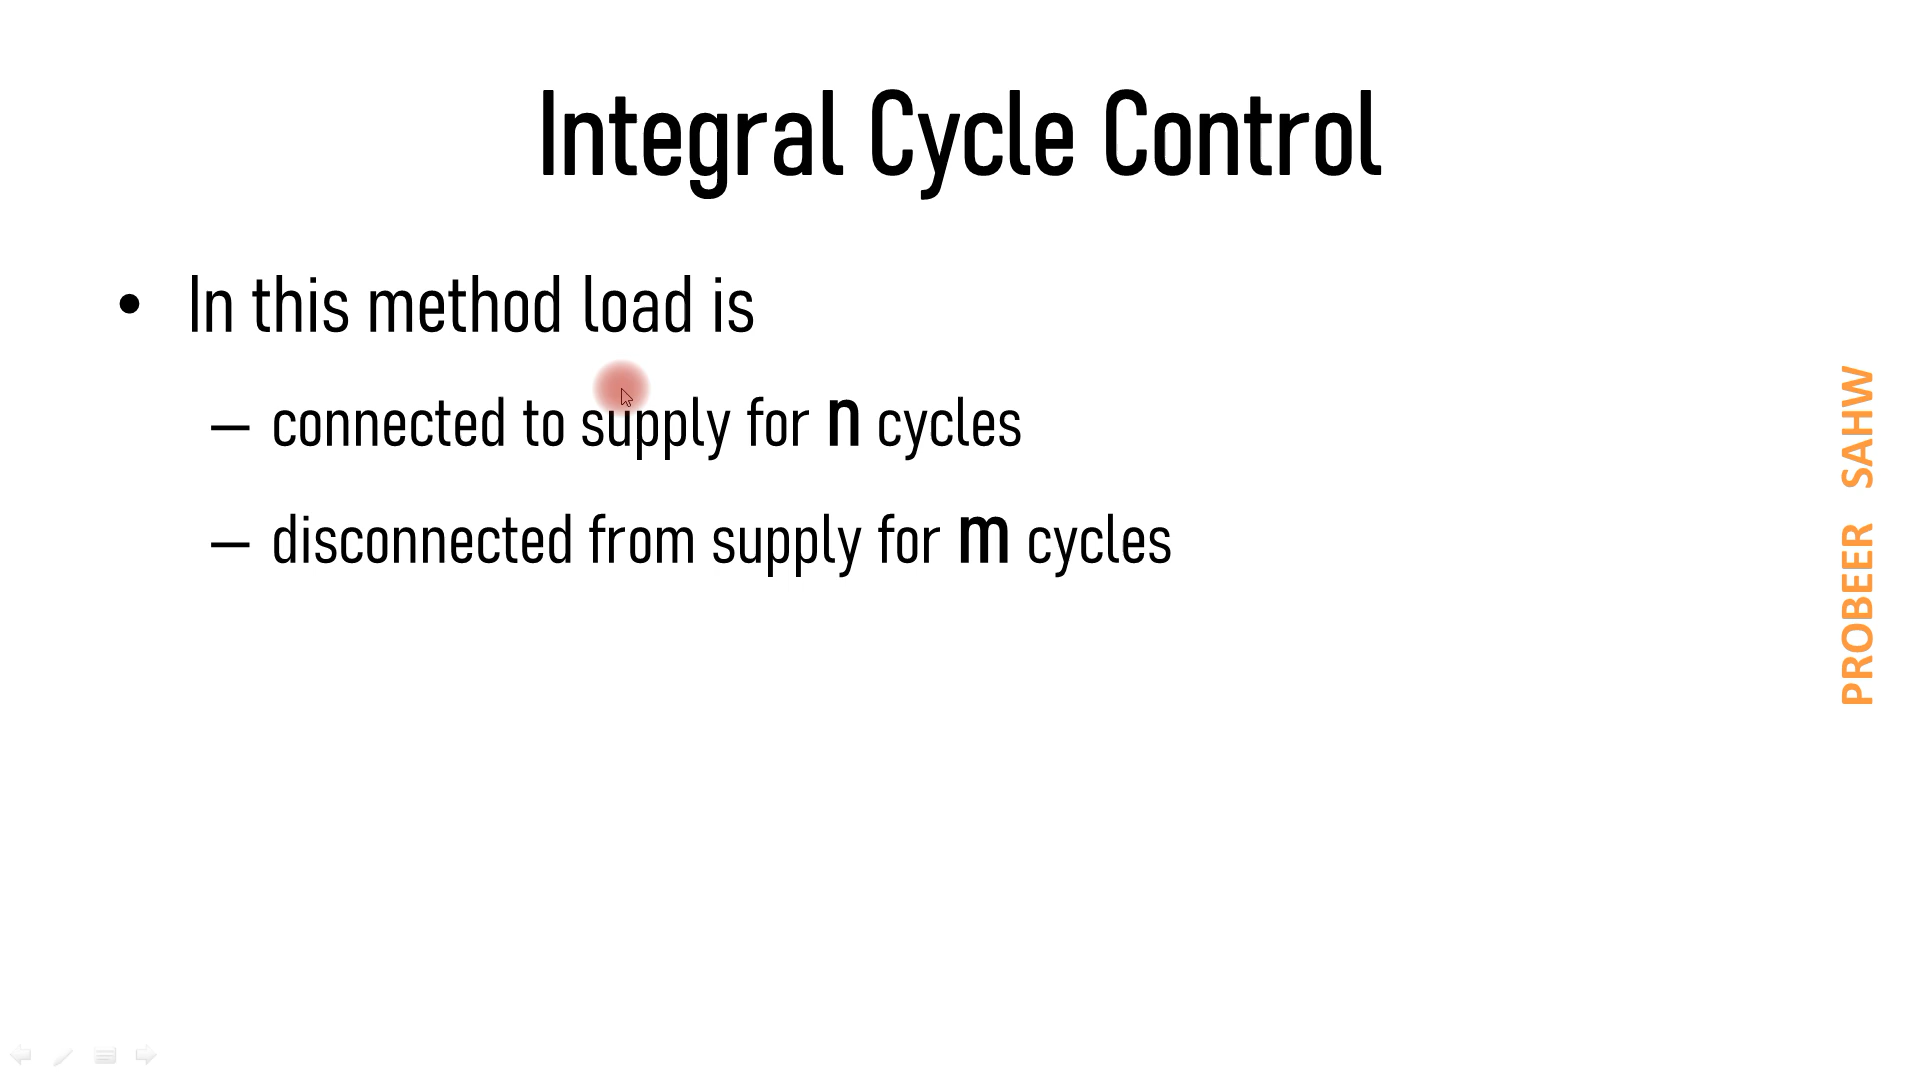 Integral Cycle Control
• In this method load is
– connected to supply for n cycles
– disconnected from supply for m cycles
PROBEER SAHW